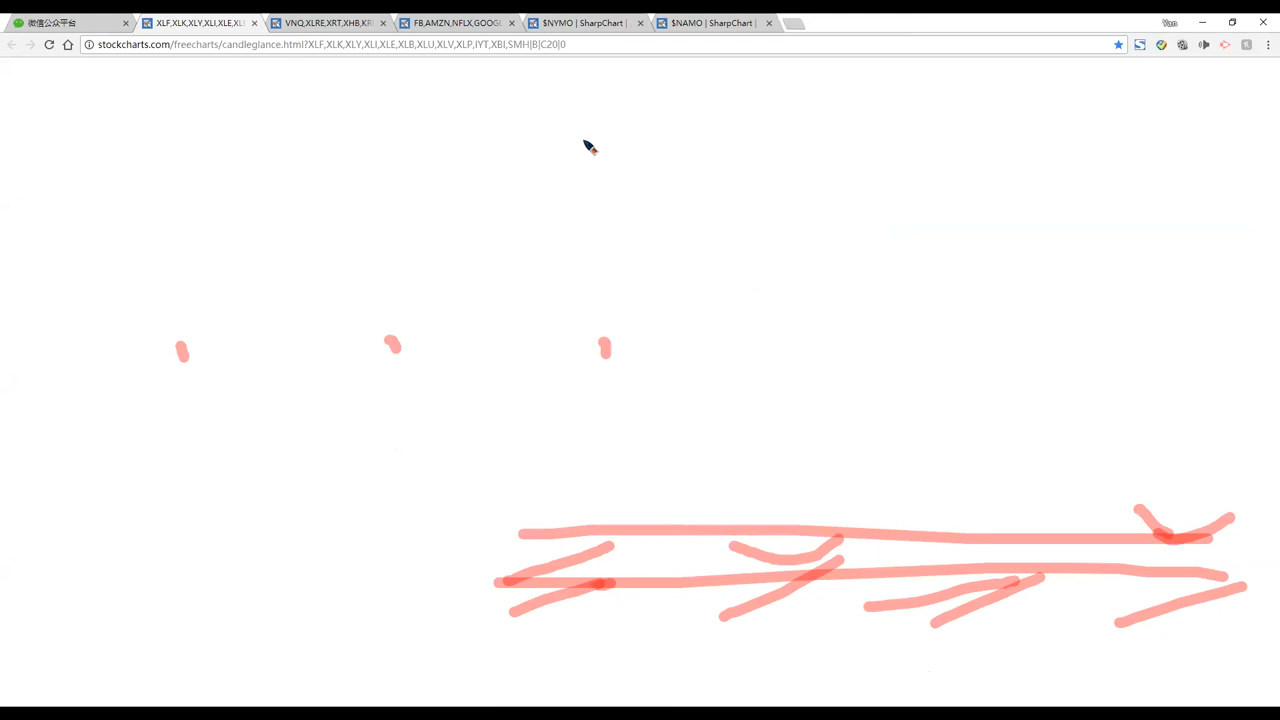 微信公众平台
XLF,XLK,XLY,XLI,XLE,XL
VNQ,XLRE,XRT,XHB,KR
FB,AMZN,NFLX,GOOGL
$NYMO | SharpChart |
$NAMO | SharpChart |
Yan
stockcharts.com/freecharts/candleglance.html?XLF,XLK,XLY,XLI,XLE,XLB,XLU,XLV,XLP,IYT,XBI,SMH|B|C20|0